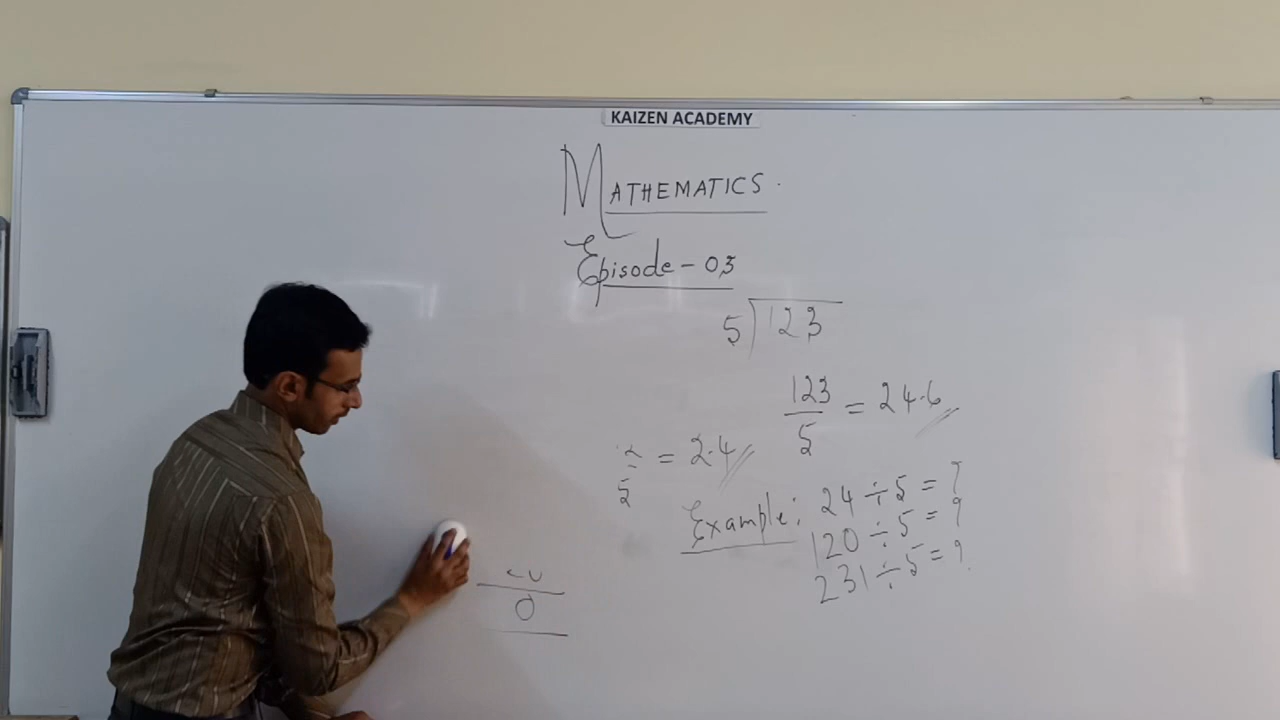 KAIZEN ACADEMY
MATHEMATICS.
Episode - 03
5 123
123/5 = 24.6
/5 = 2.4
Example: 24 ÷ 5 = ?
120 ÷ 5 = ?
231 ÷ 5 = ?
0